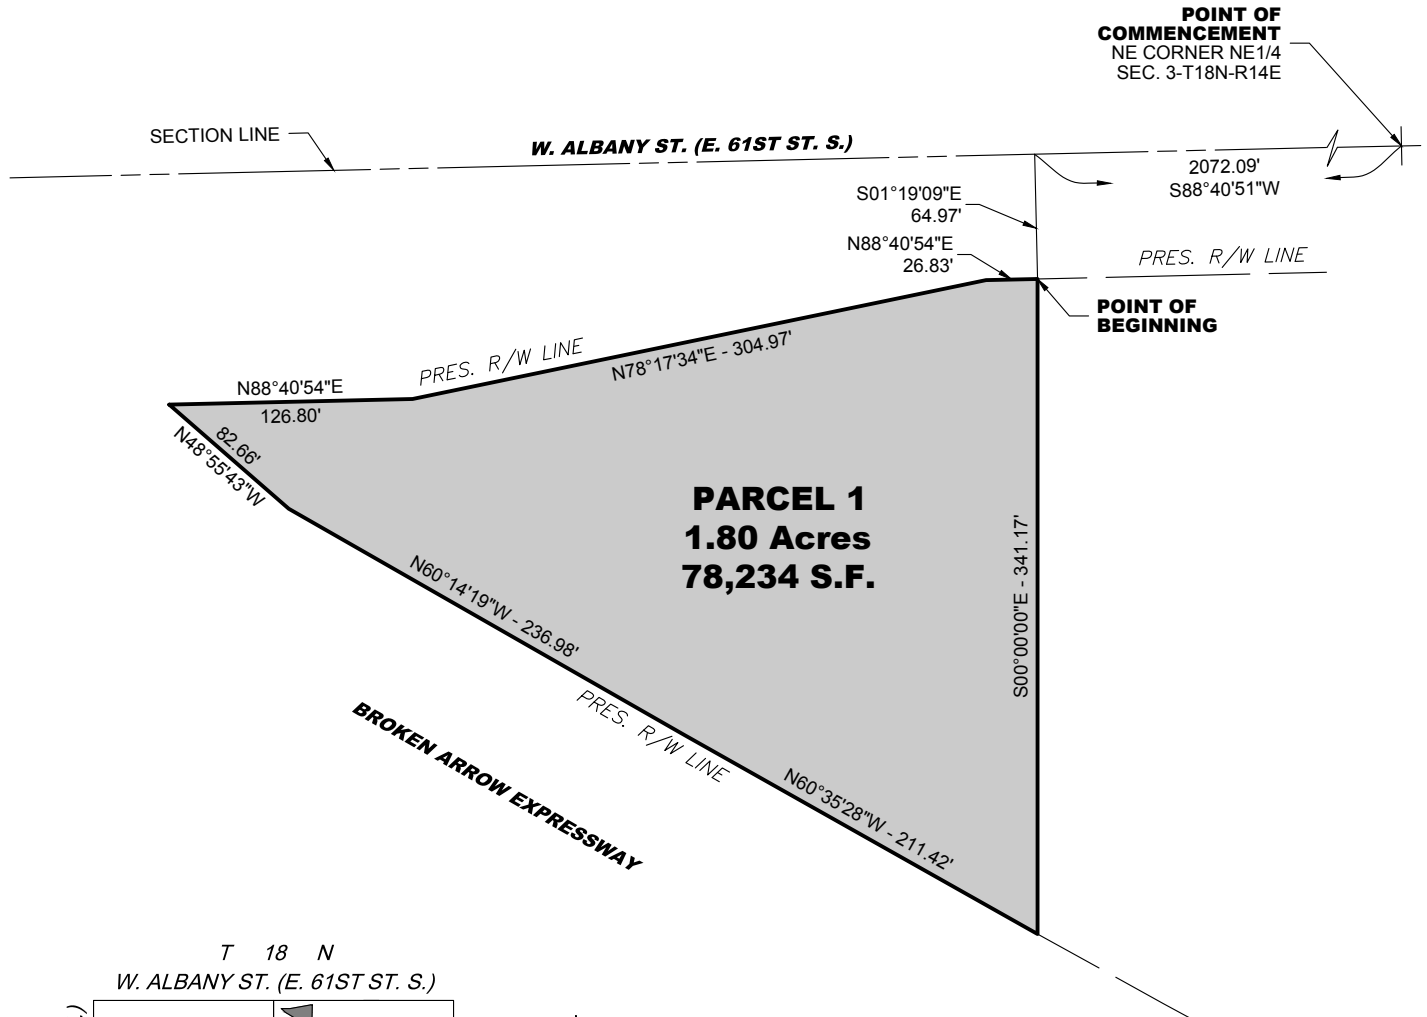 POINT OF
COMMENCEMENT
NE CORNER NE1/4
SEC. 3-T18N-R14E
SECTION LINE
W. ALBANY ST. (E. 61ST ST. S.)
2072.09'
S88°40'51"W
S01°19'09"E
64.97'
N88°40'54"E
26.83'
PRES. R/W LINE
POINT OF
BEGINNING
PRES. R/W LINE
N78°17'34"E - 304.97'
N88°40'54"E
126.80'
82.66'
N48°55'43"W
PARCEL 1
1.80 Acres
78,234 S.F.
S00°00'00"E - 341.17'
N60°14'19"W - 236.98'
PRES. R/W LINE
BROKEN ARROW EXPRESSWAY
N60°35'28"W - 211.42'
T 18 N
W. ALBANY ST. (E. 61ST ST. S.)